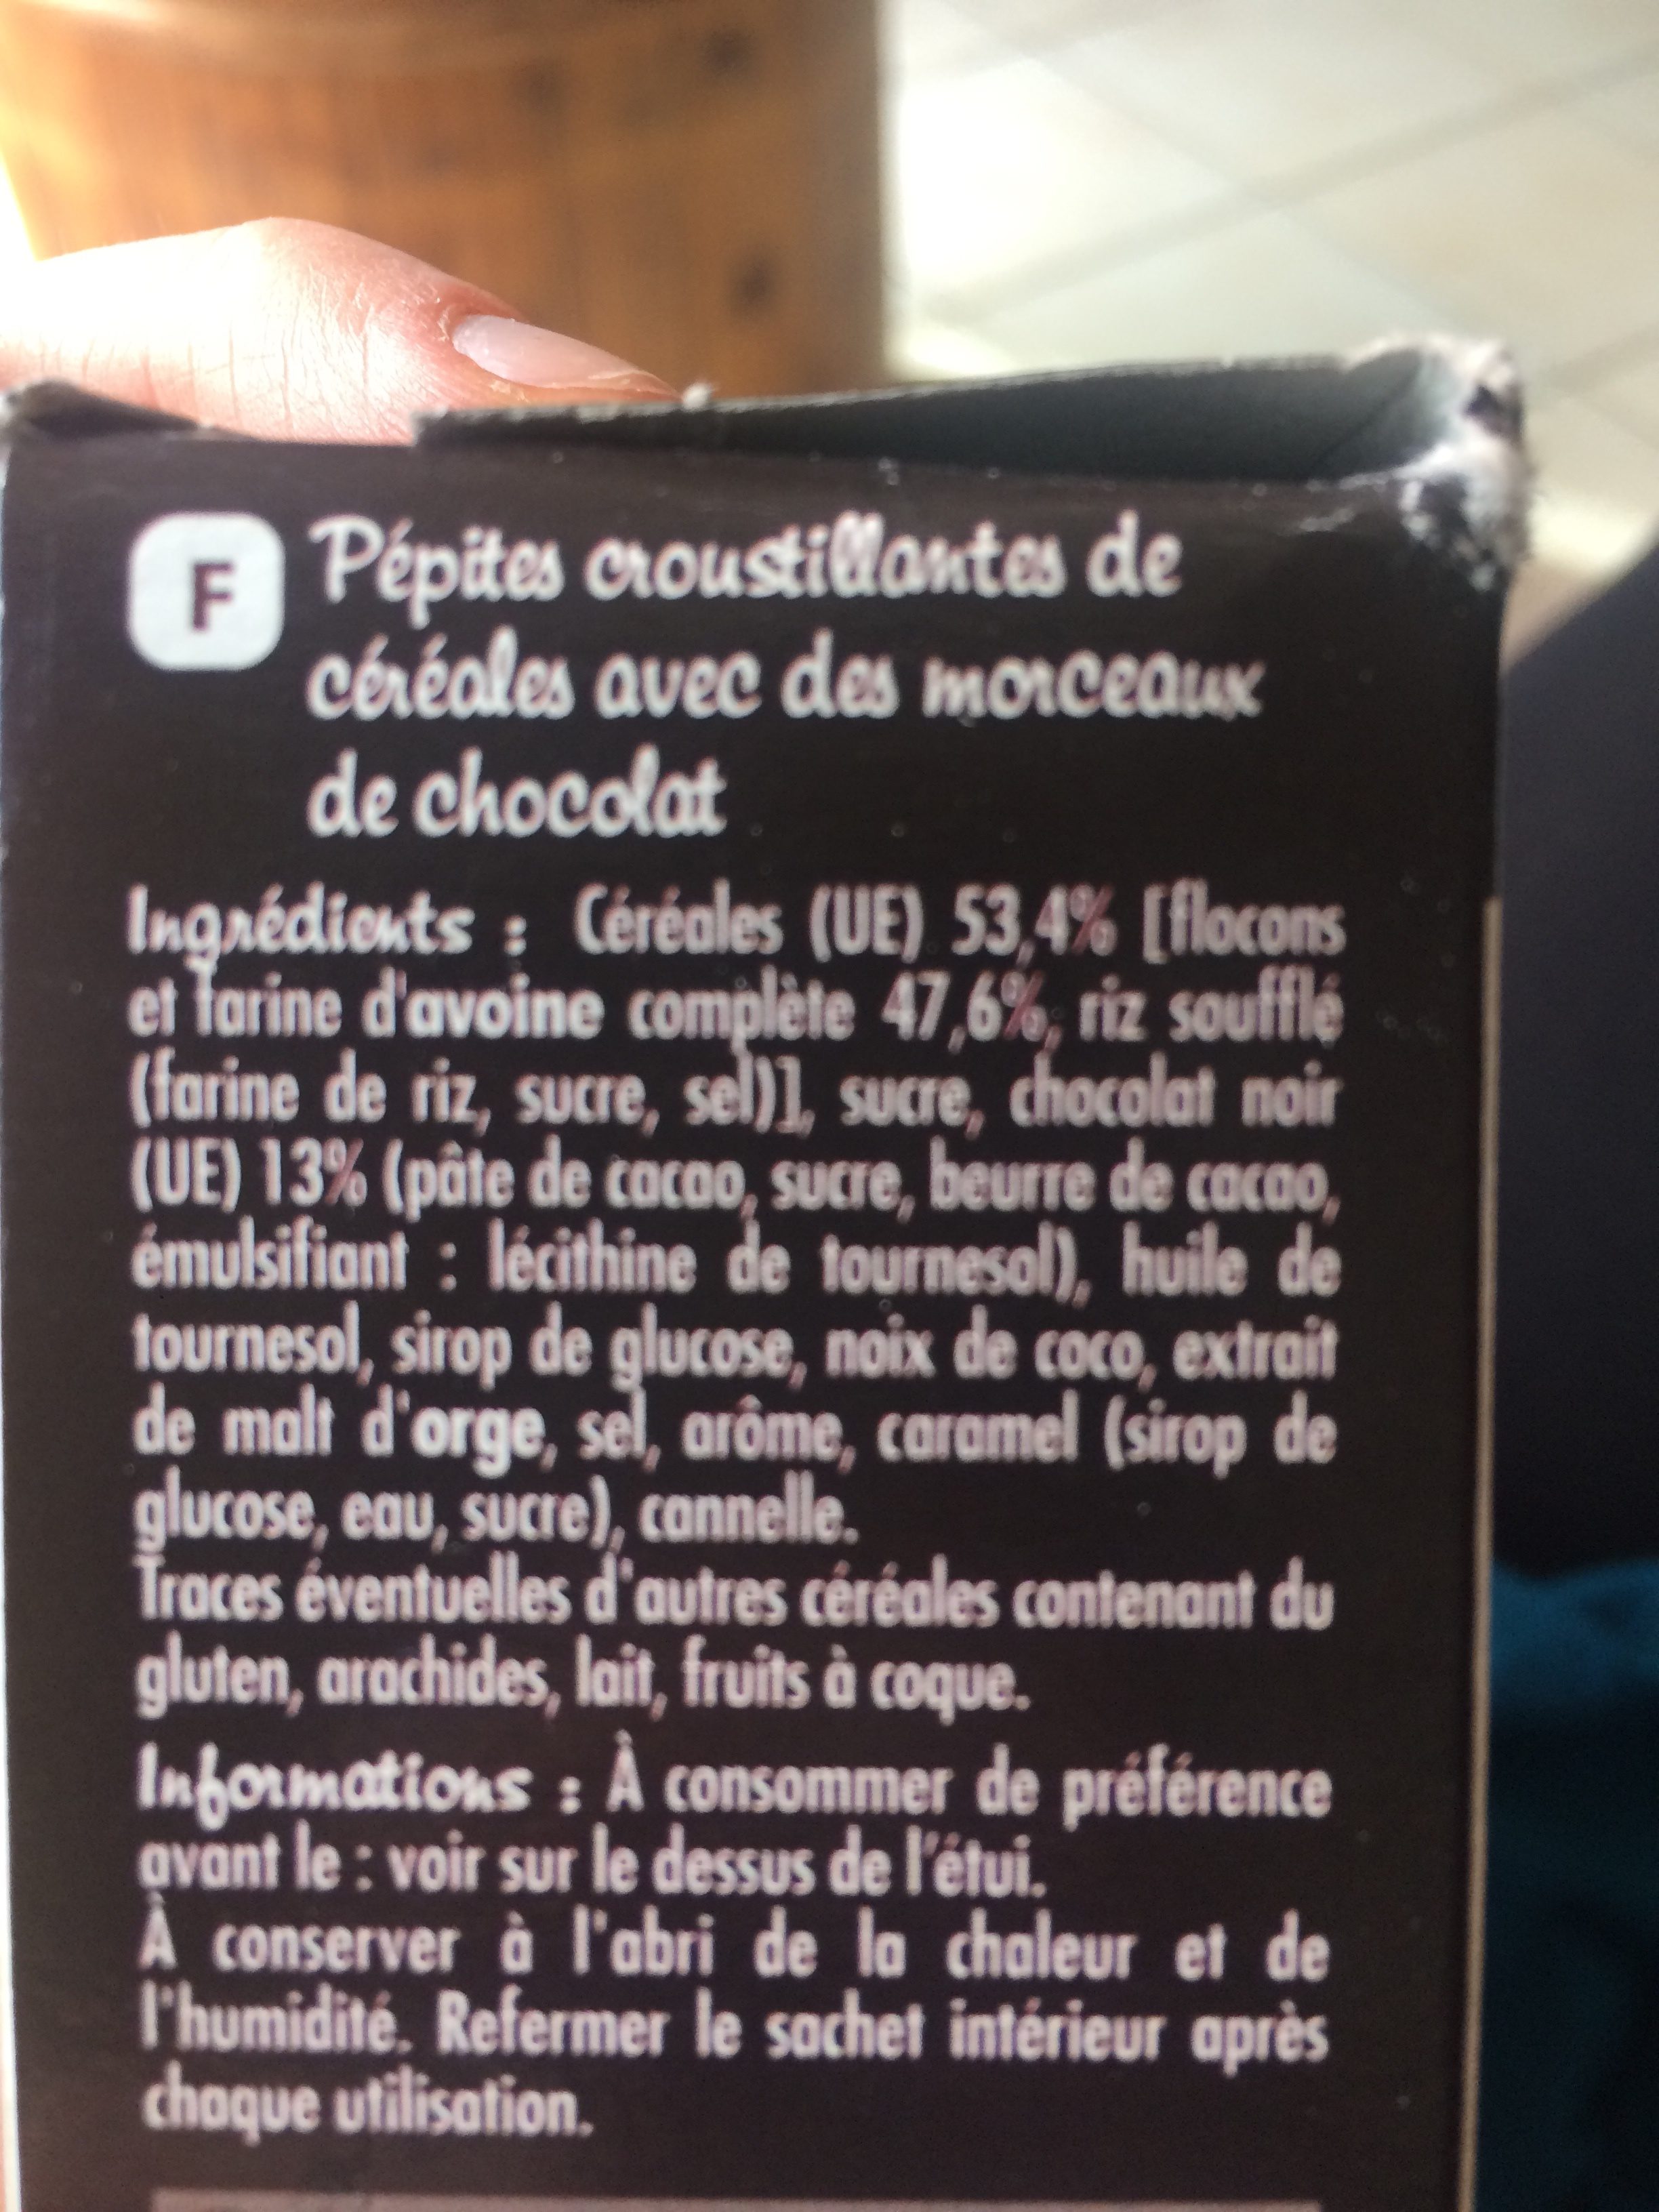 F
Pépites croustillantes de
céréales avec des morceaux
de chocolat
Ingrédients : Céréales (UE) 53,4% [flocons
et farine d'avoine complète 47,6%, riz soufflé
(farine de riz, sucre, sel)], sucre, chocolat noir
(UE) 13% (pâte de cacao, sucre, beurre de cacao,
émulsifiant : lécithine de tournesol), huile de
tournesol, sirop de glucose, noix de coco, extrait
de malt d'orge, sel, arôme, caramel (sirop de
glucose, eau, sucre), cannelle.
Traces éventuelles d'autres céréales contenant du
gluten, arachides, lait, fruits à coque.
Informations : À consommer de préférence
avant le : voir sur le dessus de l'étui.
À conserver à l'abri de la chaleur et de
l'humidité. Refermer le sachet intérieur après
chaque utilisation.